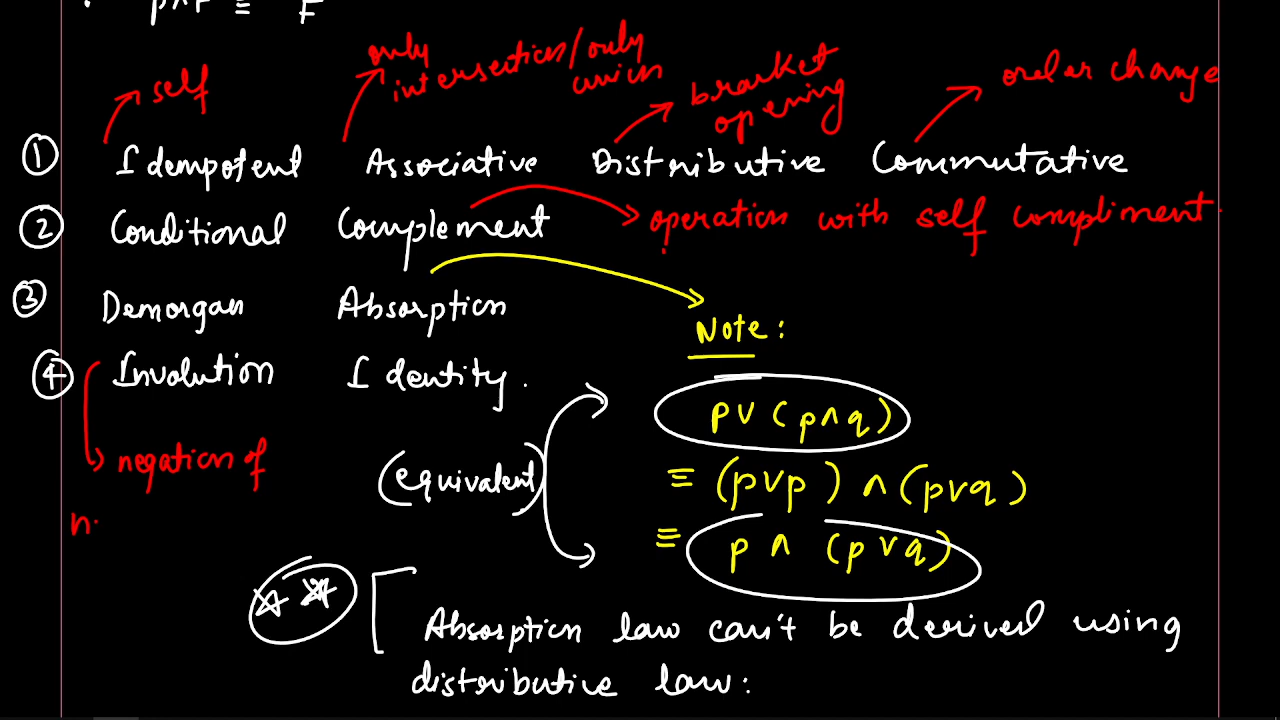 p∧F ≡ F
self
only intersection/only union
bracket opening
order change
① Idempotent Associative Distributive Commutative
② Conditional Complement
operation with self compliment.
③ Demorgan Absorption
Note:
④ Involution Identity.
p∨(p∧q)
negation of
(equivalent)
≡ (p∨p) ∧ (p∨q)
n.
≡ p ∧ (p∨q)
Absorption law can't be derived using
distributive law: